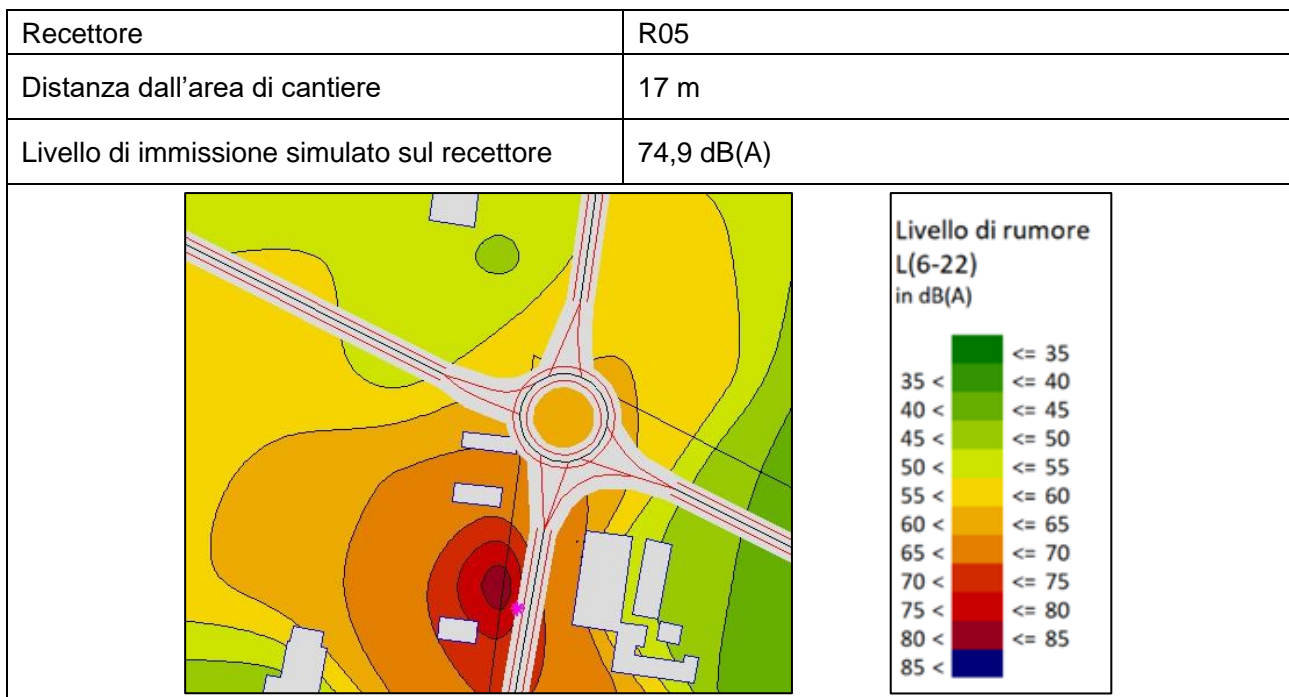 Recettore R05
Distanza dall'area di cantiere 17 m
Livello di immissione simulato sul recettore 74,9 dB(A)
Livello di rumore
L(6-22)
in dB(A)
<= 35
35 < <= 40
40 < <= 45
45 < <= 50
50 < <= 55
55 < <= 60
60 < <= 65
65 < <= 70
70 < <= 75
75 < <= 80
80 < <= 85
85 <